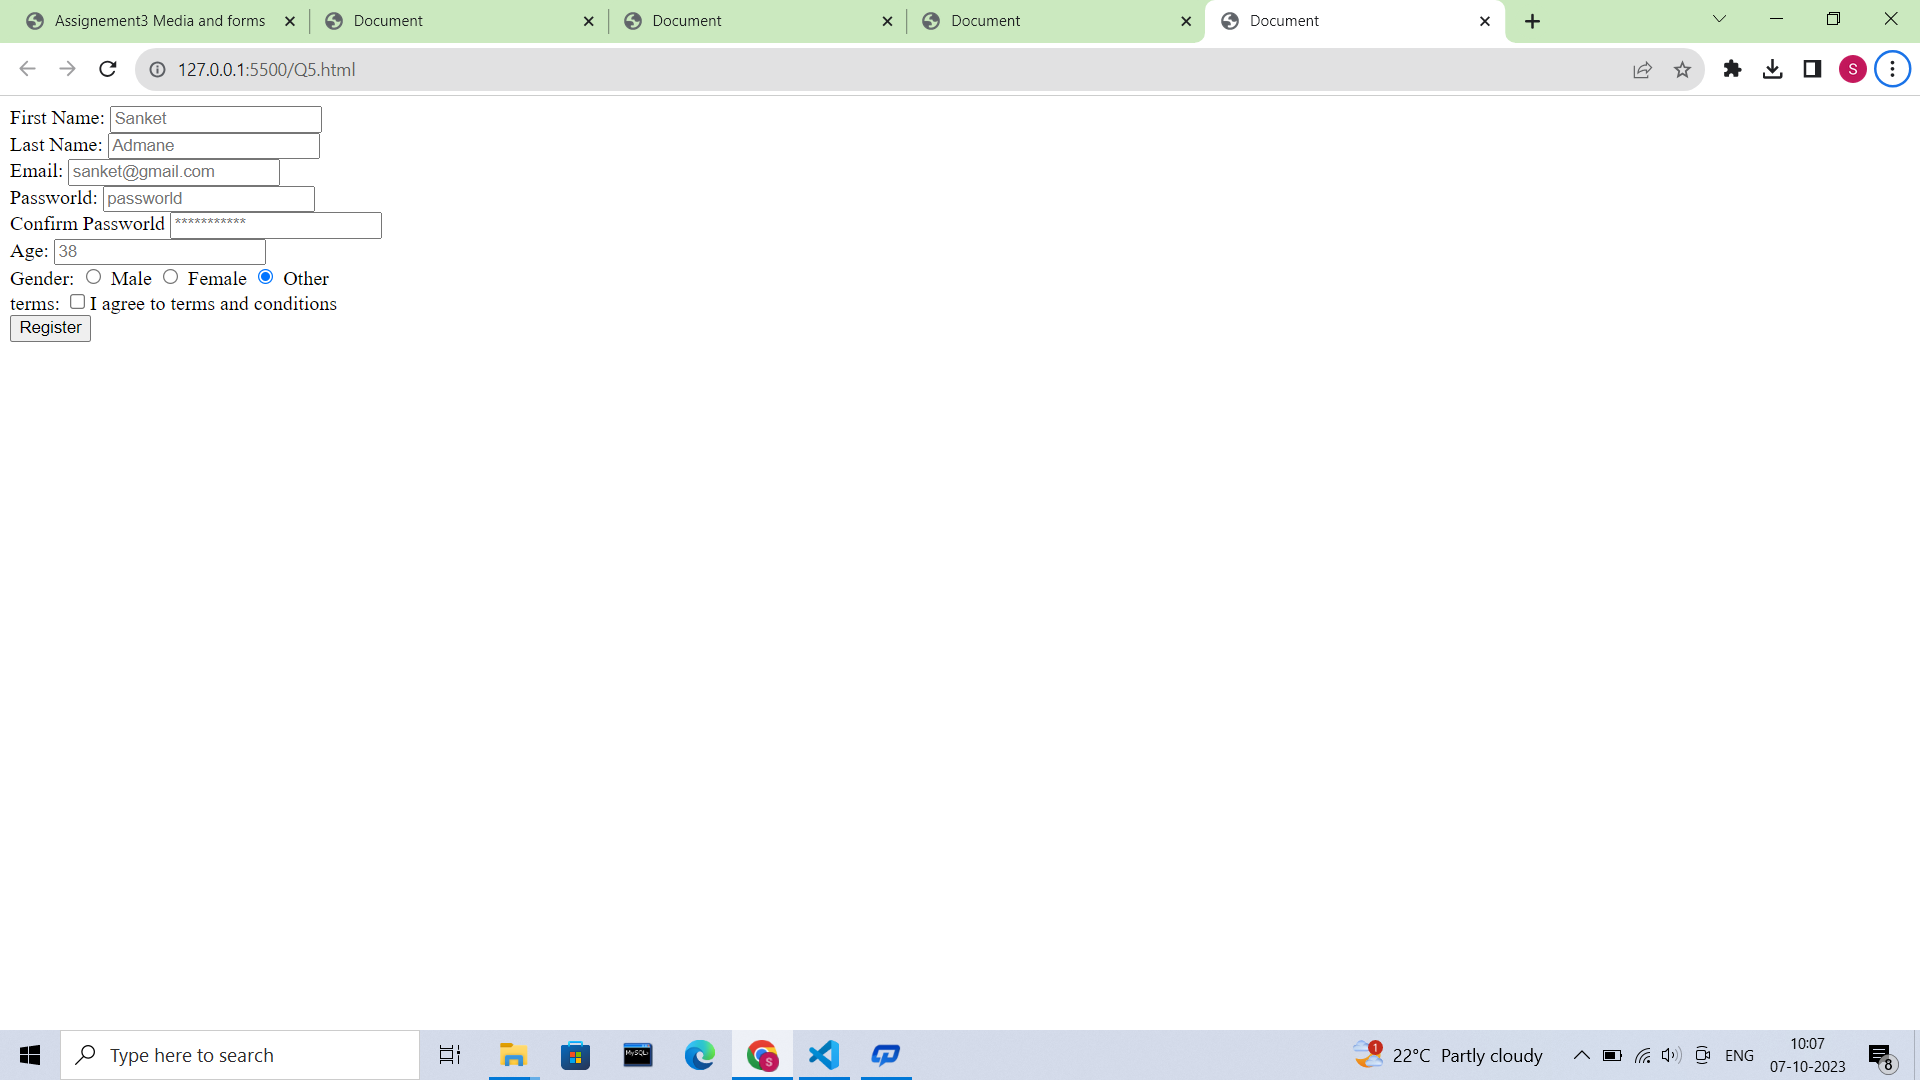 Assignement3 Media and forms
Document
Document
Document
Document
127.0.0.1:5500/Q5.html
S
First Name: Sanket
Last Name: Admane
Email: sanket@gmail.com
Passworld: passworld
Confirm Passworld ***********
Age: 38
Gender: Male Female Other
terms: I agree to terms and conditions
Register
Type here to search
MySQL
S
1
22°C Partly cloudy
ENG
10:07
07-10-2023
8